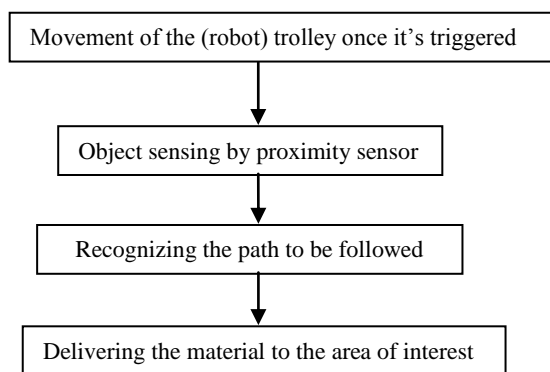 Movement of the (robot) trolley once it’s triggered
Object sensing by proximity sensor
Recognizing the path to be followed
Delivering the material to the area of interest